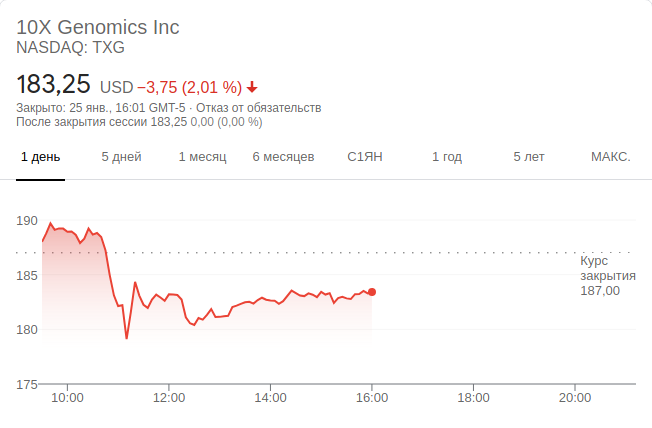 10X Genomics Inc
NASDAQ: TXG
183,25 USD −3,75 (2,01 %)
Закрыто: 25 янв., 16:01 GMT-5 · Отказ от обязательств
После закрытия сессии 183,25 0,00 (0,00 %)
1 день 5 дней 1 месяц 6 месяцев С1ЯН 1 год 5 лет МАКС.
190
Курс
закрытия
187,00
185
180
175
10:00 12:00 14:00 16:00 18:00 20:00